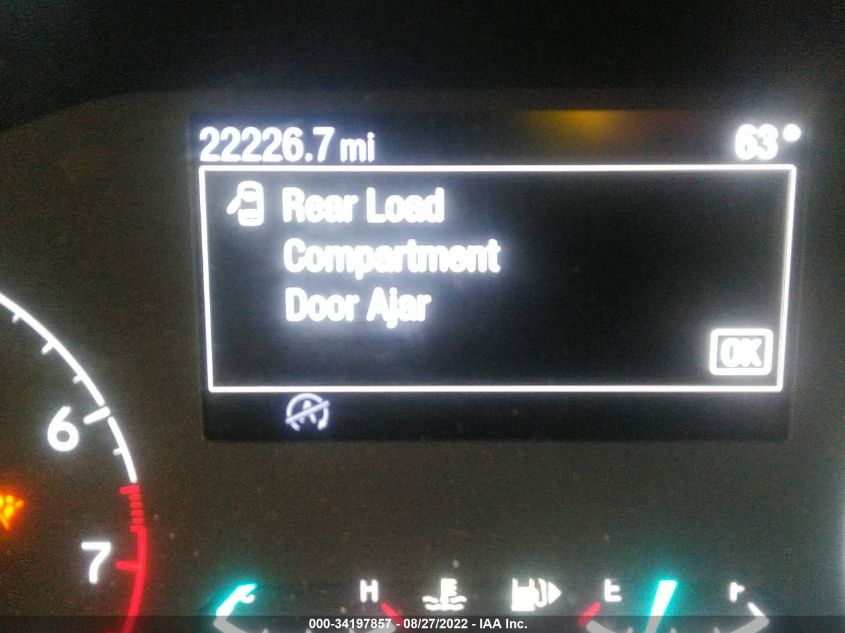 22226.7 mi 63°
Rear Load
Compartment
Door Ajar
OK
A
6
7
C H E F
000-34197857 - 08/27/2022 - IAA Inc.